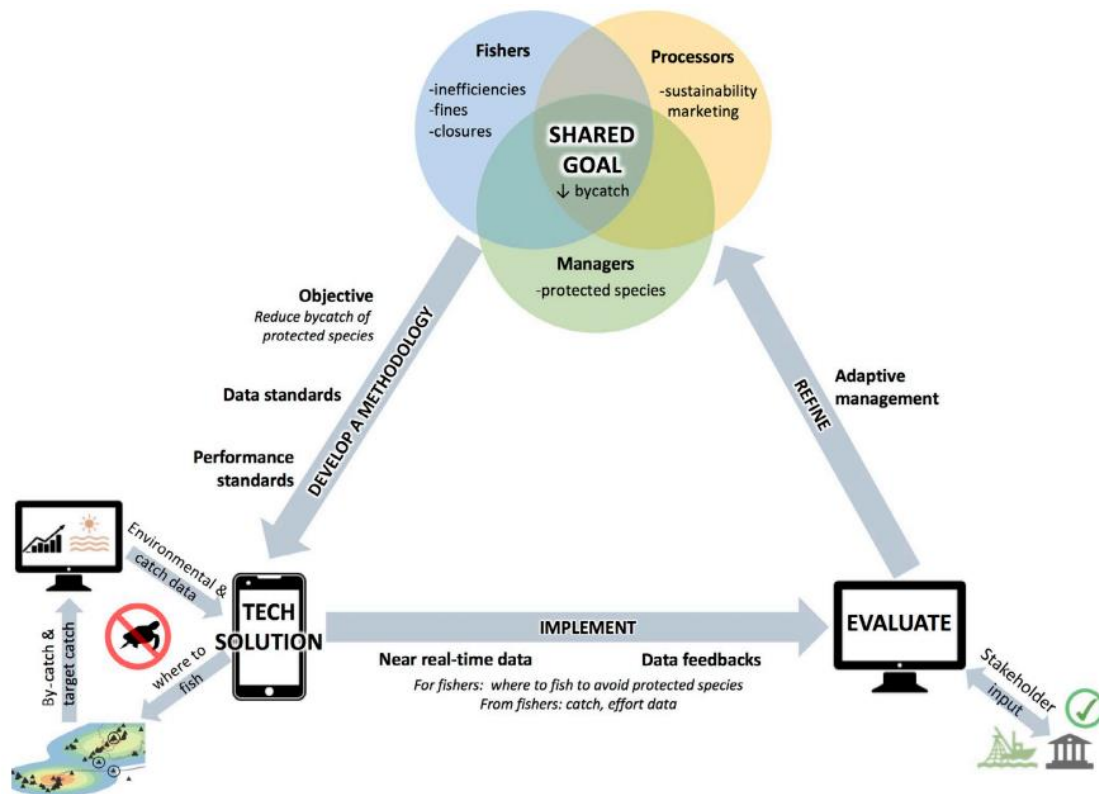 Fishers
-inefficiencies
-fines
-closures
Processors
-sustainability
marketing
SHARED
GOAL
↓ bycatch
Managers
-protected species
Objective
Reduce bycatch of
protected species
Data standards
Performance
standards
DEVELOP A METHODOLOGY
REFINE
Adaptive
management
Environmental &
catch data
By-catch &
target catch
where to
fish
TECH
SOLUTION
IMPLEMENT
Near real-time data
Data feedbacks
For fishers: where to fish to avoid protected species
From fishers: catch, effort data
EVALUATE
Stakeholder
input